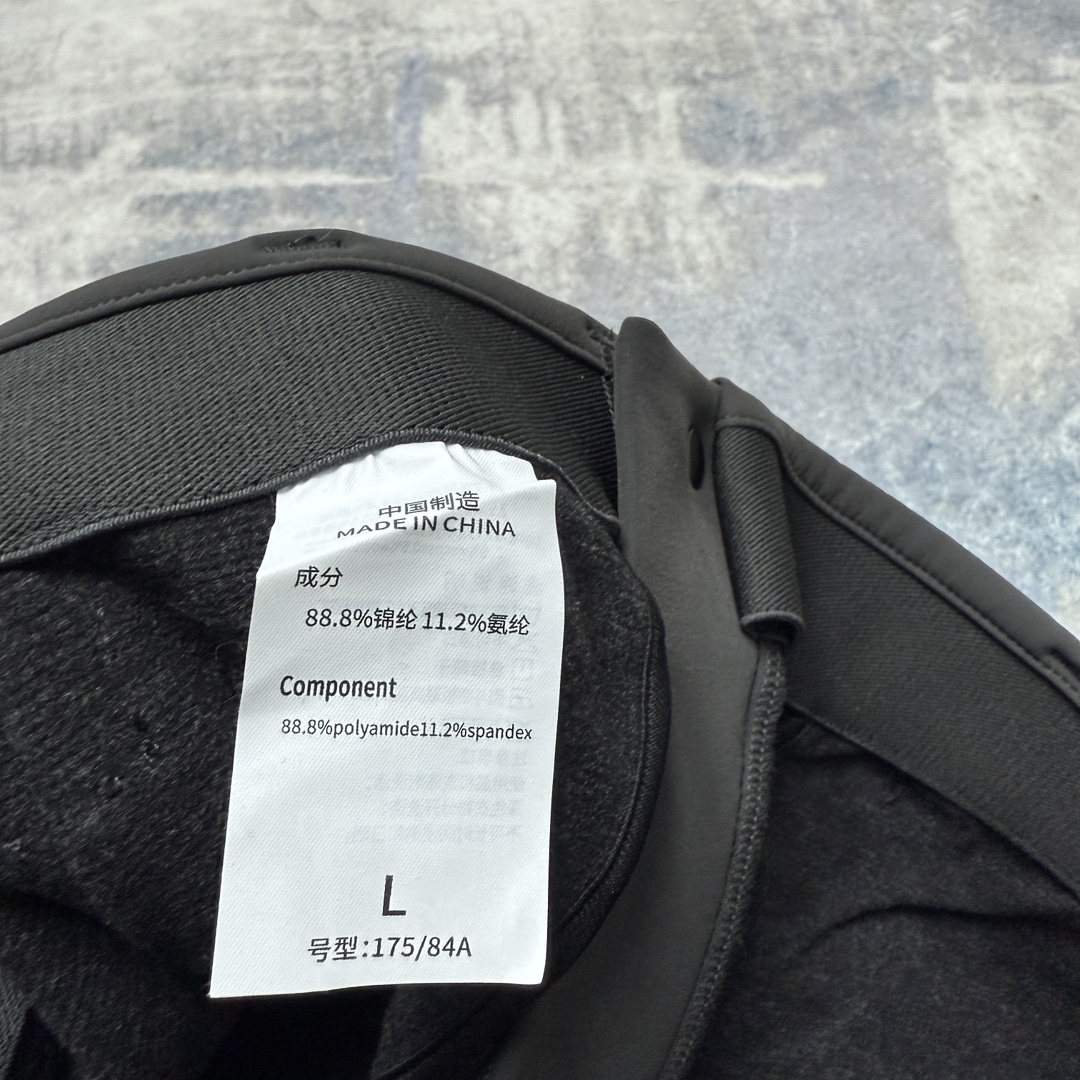 中国制造
MADE IN CHINA
成分
88.8%锦纶 11.2%氨纶
Component
88.8%polyamide11.2%spandex
L
号型:175/84A